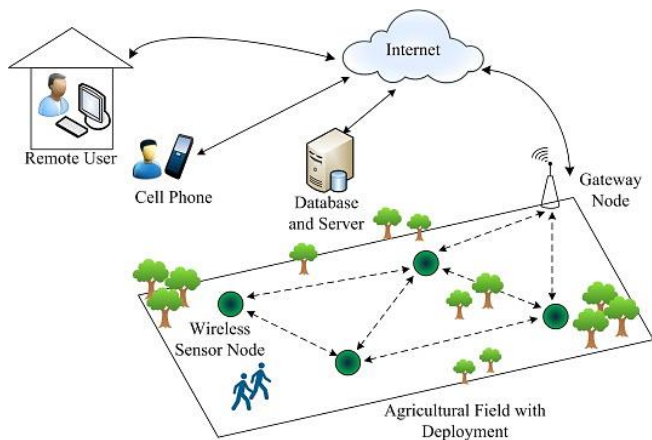 Internet
Remote User
Cell Phone
Database
and Server
Gateway
Node
Wireless
Sensor Node
Agricultural Field with
Deployment